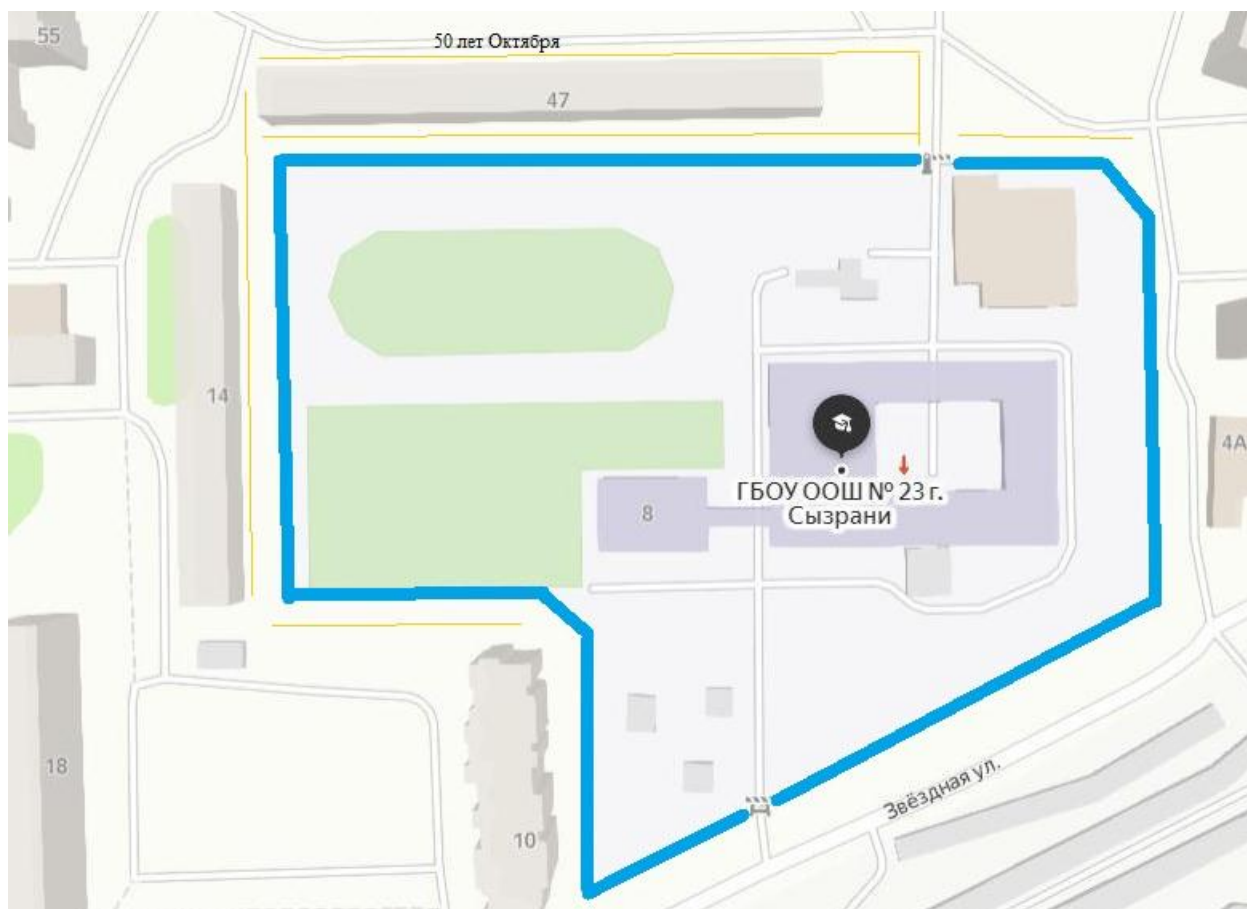 55
50 лет Октября
47
14
4А
ГБОУ ООШ № 23 г.
Сызрани
8
18
Звёздная ул.
10